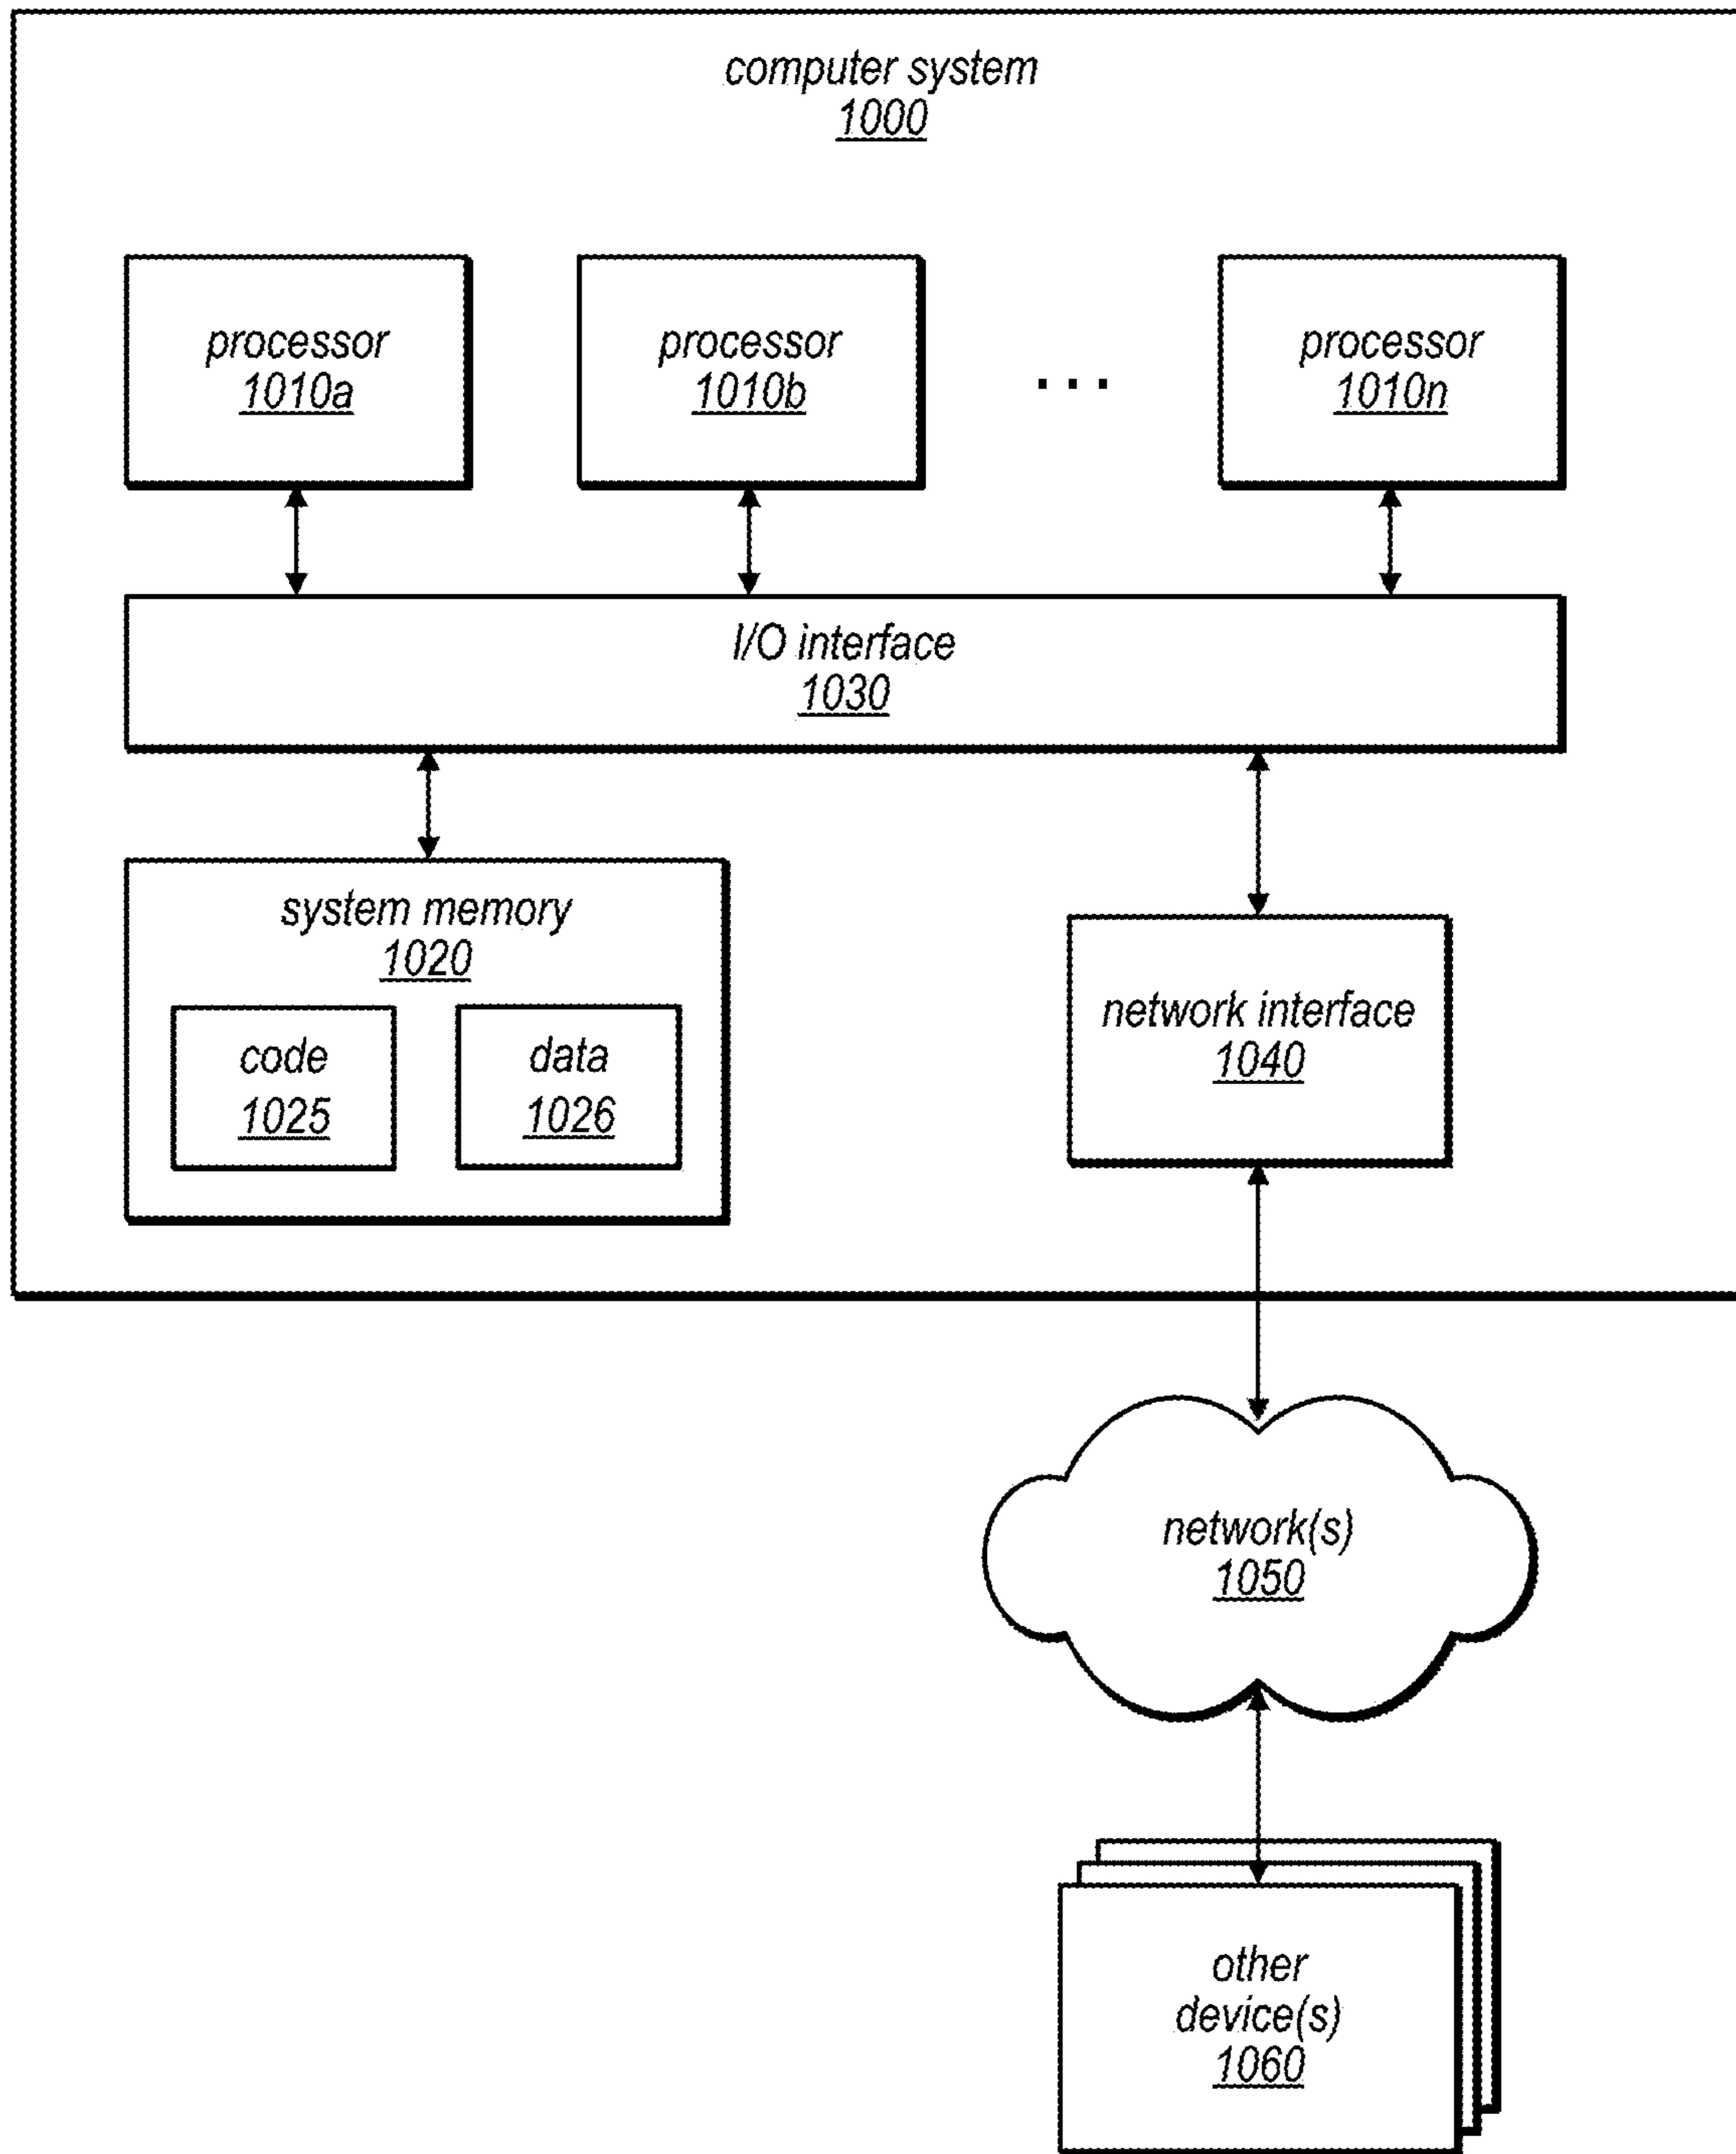 computer system
1000
processor
1010a
processor
1010b
...
processor
1010n
I/O interface
1030
system memory
1020
code
1025
data
1026
network interface
1040
network(s)
1050
other
device(s)
1060